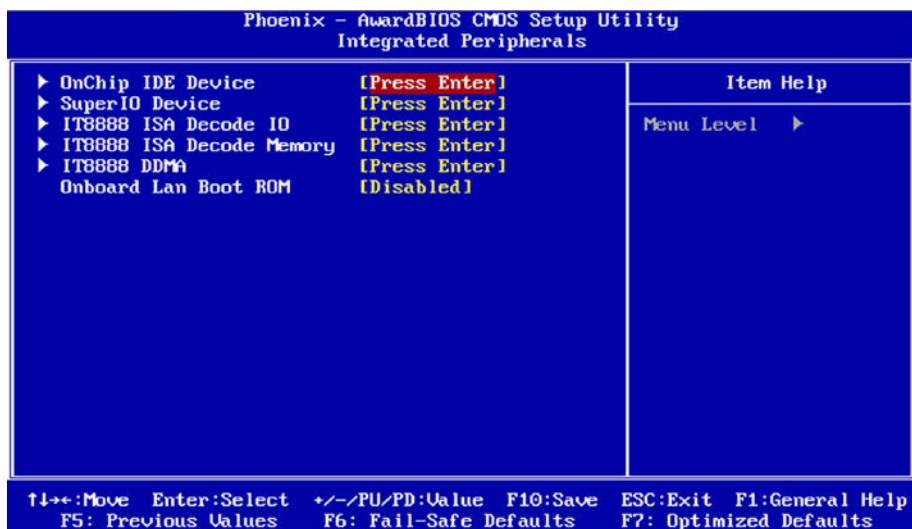 Phoenix - AwardBIOS CMOS Setup Utility
Integrated Peripherals
▶ OnChip IDE Device [Press Enter]
▶ SuperIO Device [Press Enter]
▶ IT8888 ISA Decode IO [Press Enter]
▶ IT8888 ISA Decode Memory [Press Enter]
▶ IT8888 DDMA [Press Enter]
Onboard Lan Boot ROM [Disabled]
Item Help
Menu Level ▶
↑↓→←:Move Enter:Select +/-/PU/PD:Value F10:Save ESC:Exit F1:General Help
F5: Previous Values F6: Fail-Safe Defaults F7: Optimized Defaults